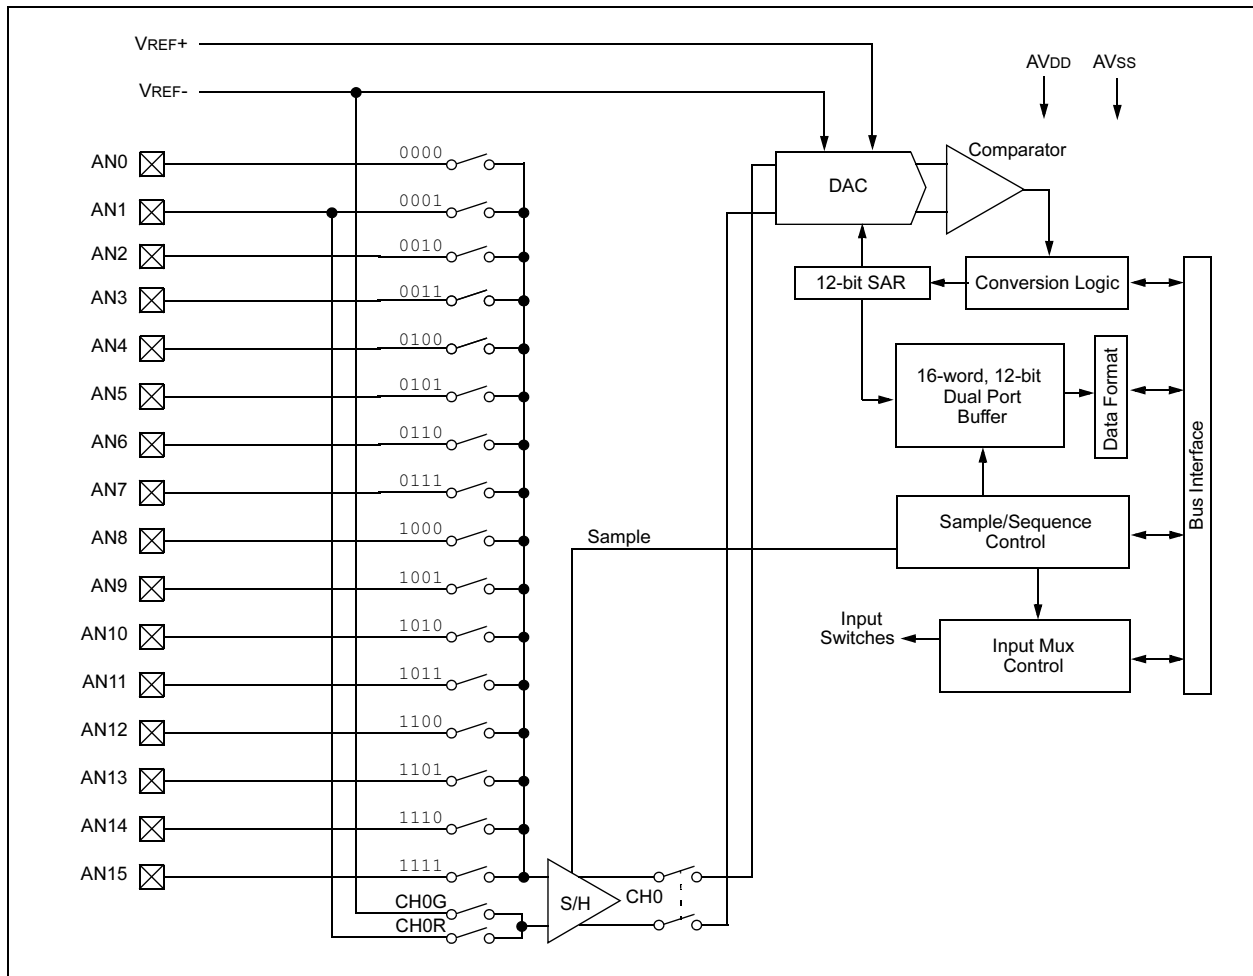 VREF+
VREF-
AVDD
AVSS
AN0
0000
AN1
0001
AN2
0010
AN3
0011
AN4
0100
AN5
0101
AN6
0110
AN7
0111
AN8
1000
AN9
1001
AN10
1010
AN11
1011
AN12
1100
AN13
1101
AN14
1110
AN15
1111
CH0G
CH0R
S/H
CH0
Sample
DAC
Comparator
12-bit SAR
Conversion Logic
16-word, 12-bit
Dual Port
Buffer
Data Format
Bus Interface
Sample/Sequence
Control
Input
Switches
Input Mux
Control